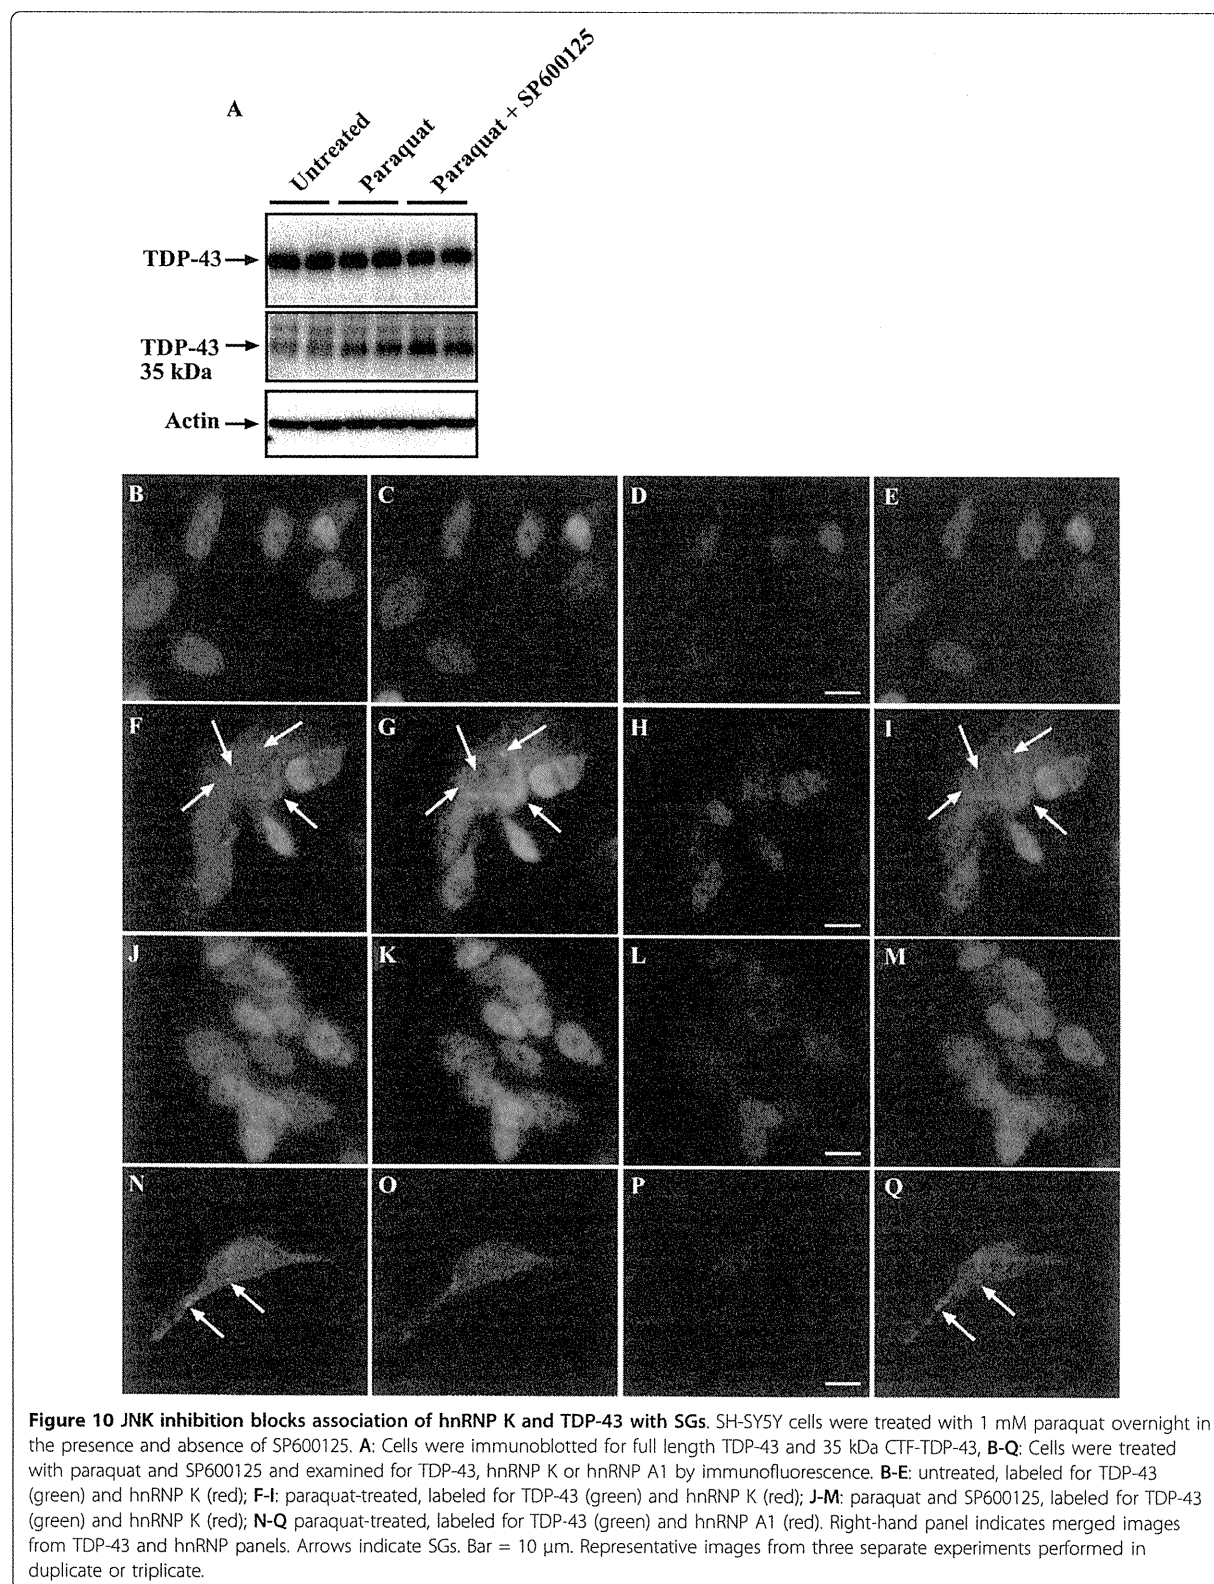 A
Untreated
Paraquat
Paraquat + SP600125
TDP-43
TDP-43
35 kDa
Actin
B
C
D
E
F
G
H
I
J
K
L
M
N
O
P
Q
Figure 10 JNK inhibition blocks association of hnRNP K and TDP-43 with SGs. SH-SY5Y cells were treated with 1 mM paraquat overnight in
the presence and absence of SP600125. A: Cells were immunoblotted for full length TDP-43 and 35 kDa CTF-TDP-43, B-Q: Cells were treated
with paraquat and SP600125 and examined for TDP-43, hnRNP K or hnRNP A1 by immunofluorescence. B-E: untreated, labeled for TDP-43
(green) and hnRNP K (red); F-I: paraquat-treated, labeled for TDP-43 (green) and hnRNP K (red); J-M: paraquat and SP600125, labeled for TDP-43
(green) and hnRNP K (red); N-Q paraquat-treated, labeled for TDP-43 (green) and hnRNP A1 (red). Right-hand panel indicates merged images
from TDP-43 and hnRNP panels. Arrows indicate SGs. Bar = 10 μm. Representative images from three separate experiments performed in
duplicate or triplicate.